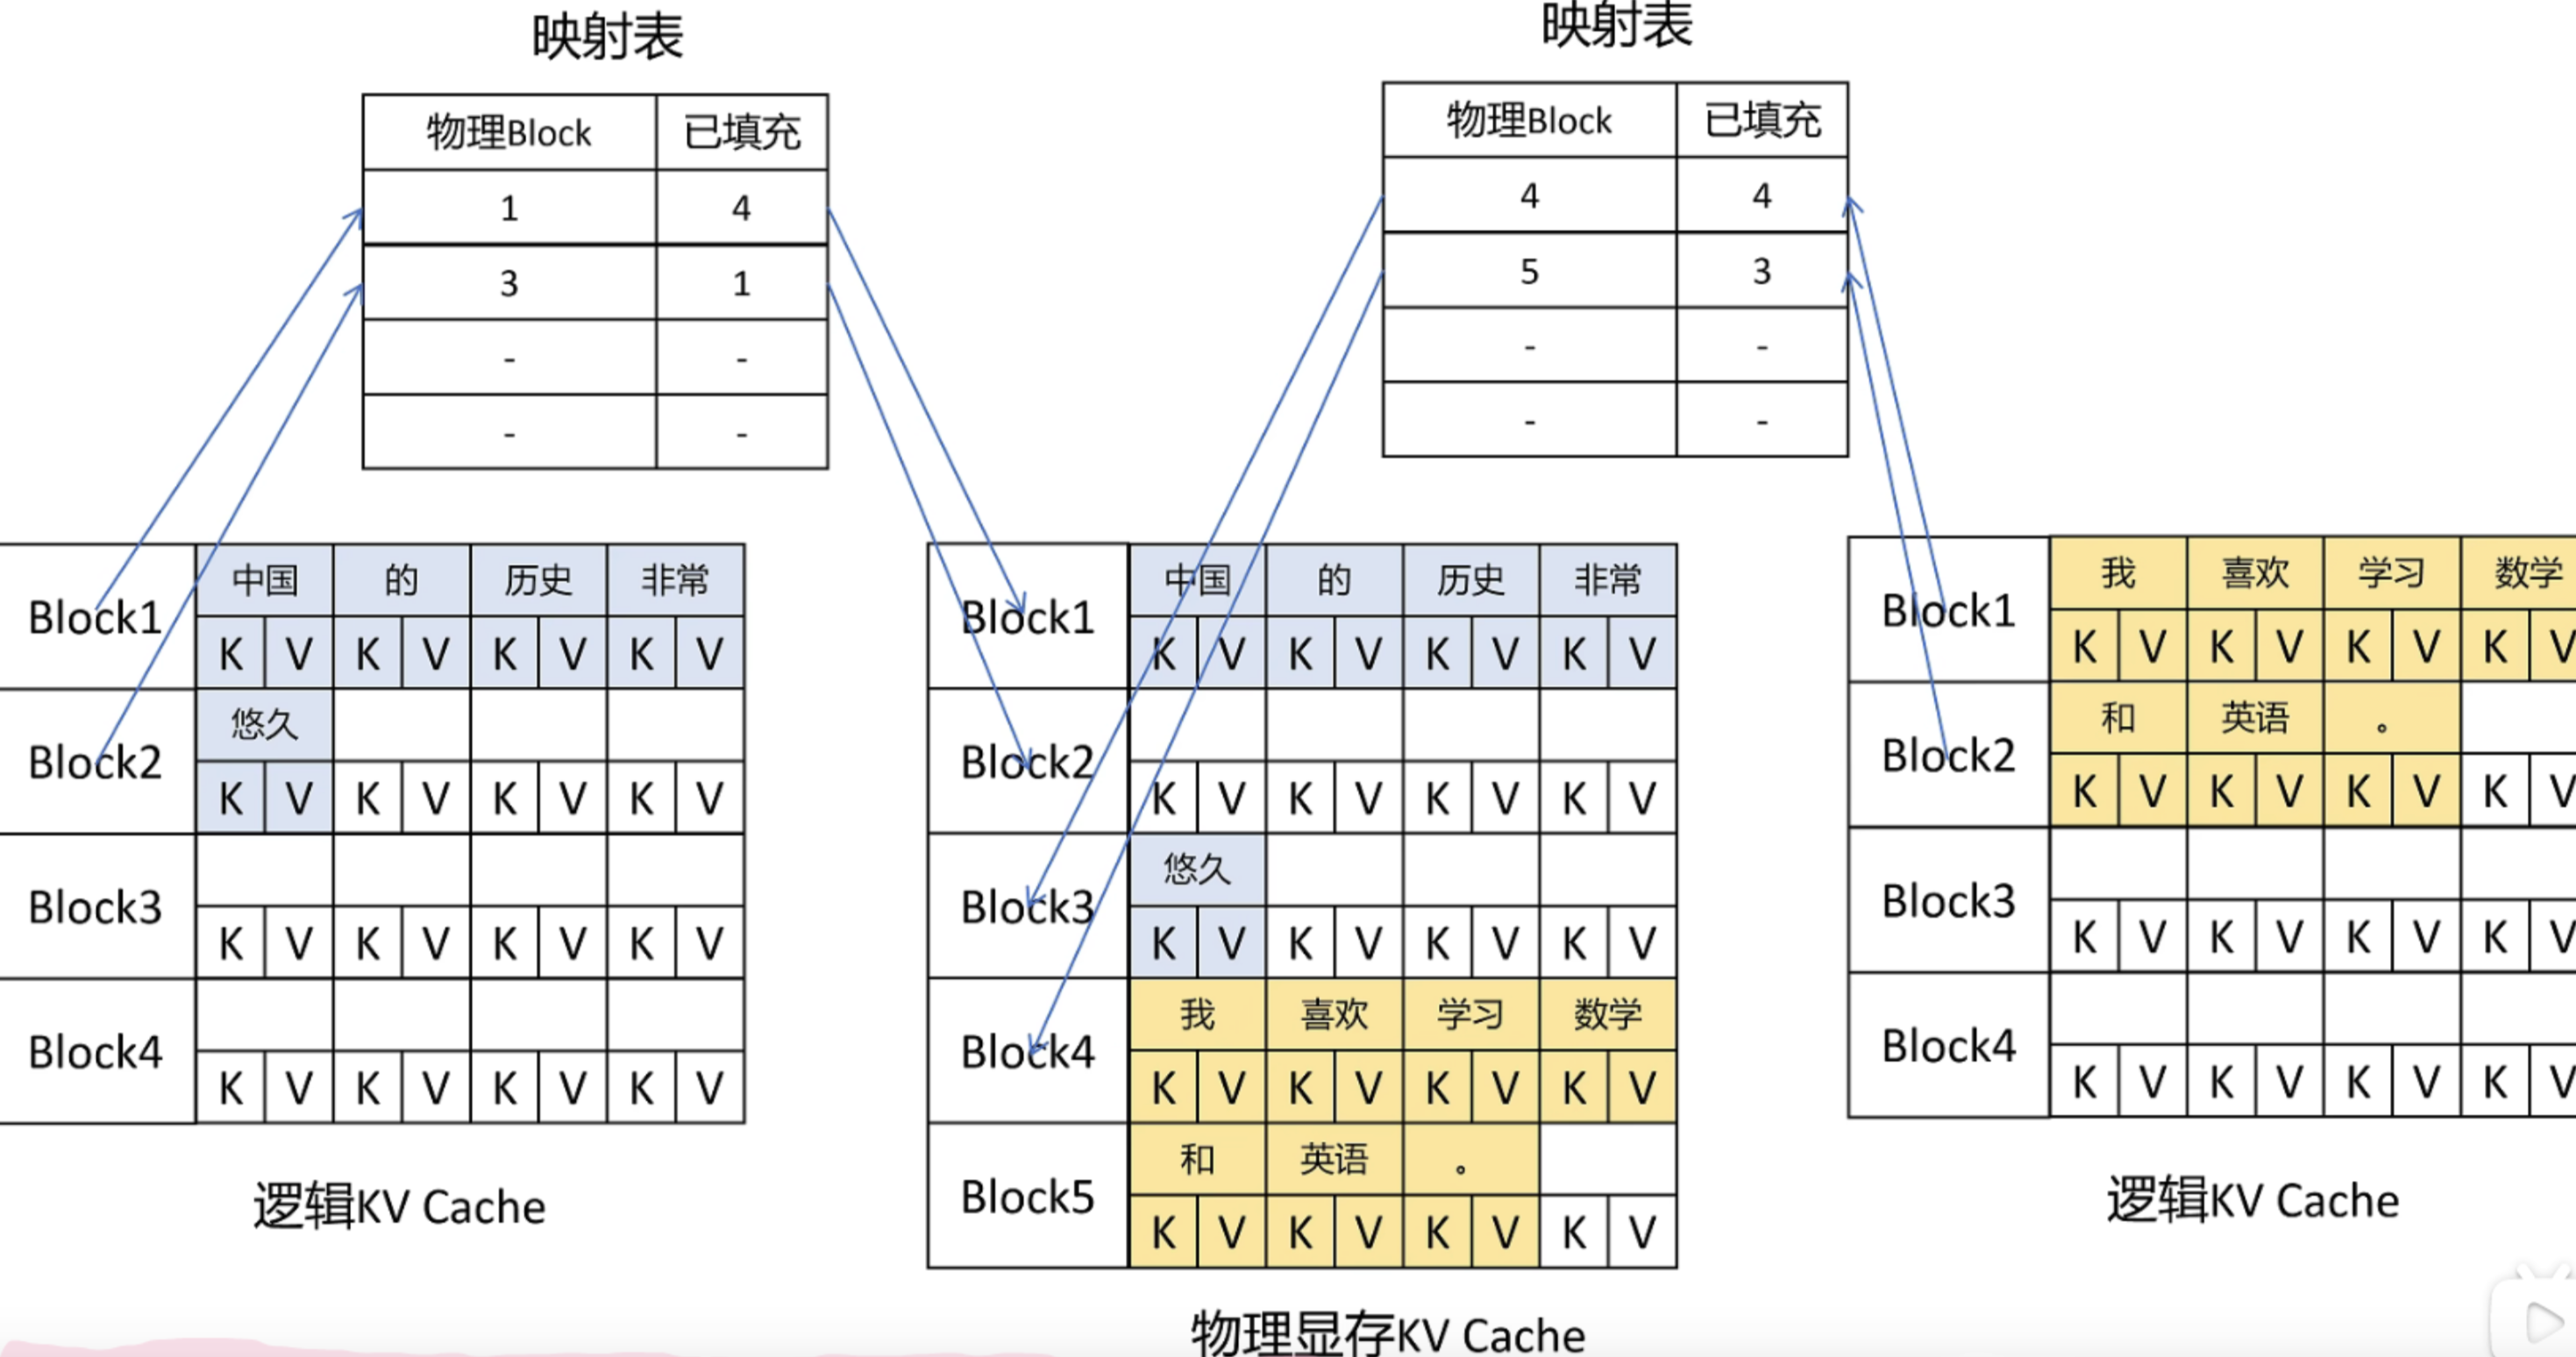 映射表
物理Block 已填充
1 4
3 1
- -
- -
映射表
物理Block 已填充
4 4
5 3
- -
- -
Block1 中国 的 历史 非常
K V K V K V K V
Block2 悠久
K V K V K V K V
Block3
K V K V K V K V
Block4
K V K V K V K V
逻辑KV Cache
Block1 中国 的 历史 非常
K V K V K V K V
Block2
K V K V K V K V
Block3 悠久
K V K V K V K V
Block4 我 喜欢 学习 数学
K V K V K V K V
Block5 和 英语 。
K V K V K V K V
物理显存KV Cache
Block1 我 喜欢 学习 数学
K V K V K V K V
Block2 和 英语 。
K V K V K V K V
Block3
K V K V K V K V
Block4
K V K V K V K V
逻辑KV Cache